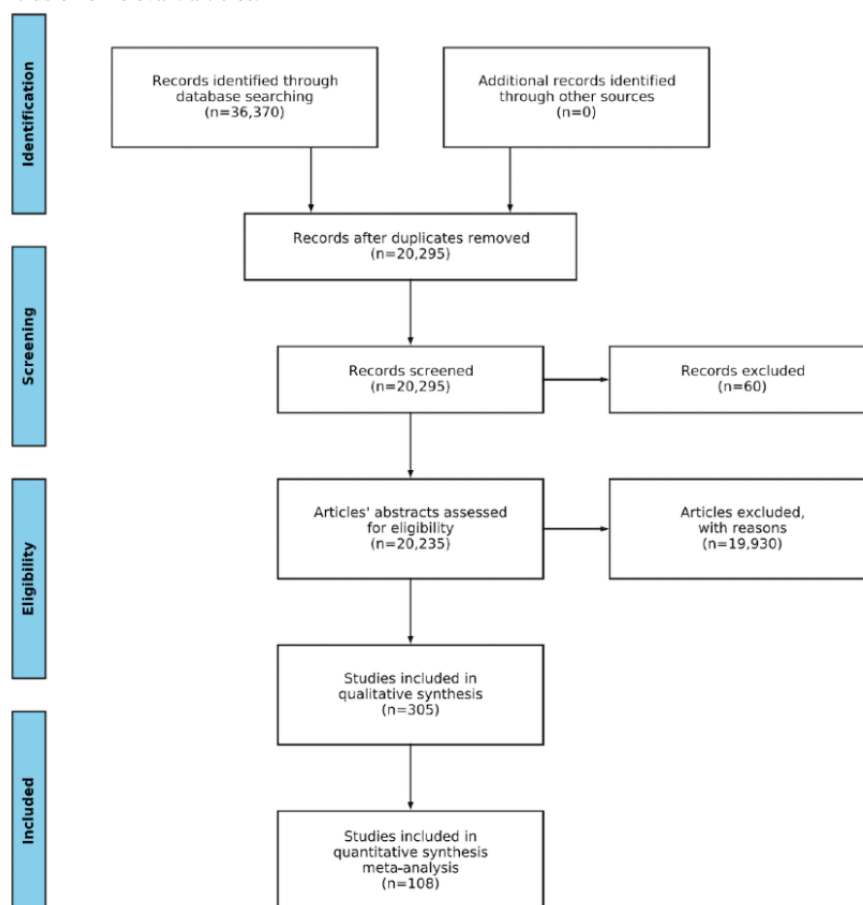 Identification
Records identified through
database searching
(n=36,370)
Additional records identified
through other sources
(n=0)
Records after duplicates removed
(n=20,295)
Screening
Records screened
(n=20,295)
Records excluded
(n=60)
Eligibility
Articles' abstracts assessed
for eligibility
(n=20,235)
Articles excluded,
with reasons
(n=19,930)
Studies included in
qualitative synthesis
(n=305)
Included
Studies included in
quantitative synthesis
meta-analysis
(n=108)